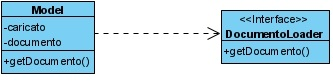 Model
-caricato
-documento
+getDocumento()
<<Interface>>
DocumentoLoader
+getDocumento()